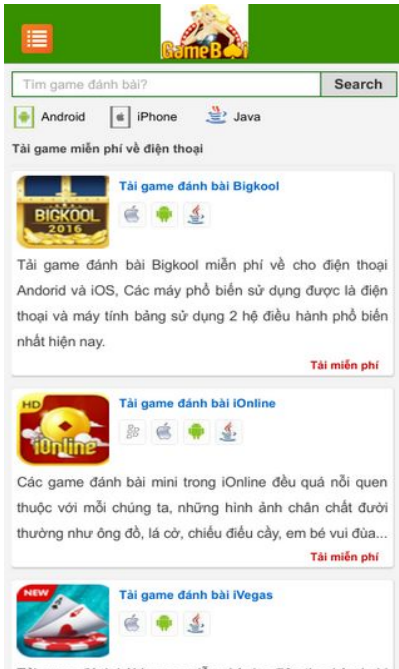 GameBài
Tìm game đánh bài?
Search
Android
iPhone
Java
Tải game miễn phí về điện thoại
BIGKOOL
2016
Tải game đánh bài Bigkool
Tải game đánh bài Bigkool miễn phí về cho điện thoại
Andorid và iOS, Các máy phổ biến sử dụng được là điện
thoại và máy tính bảng sử dụng 2 hệ điều hành phổ biến
nhất hiện nay.
Tải miễn phí
HD
iOnline
Tải game đánh bài iOnline
Các game đánh bài mini trong iOnline đều quá nỗi quen
thuộc với mỗi chúng ta, những hình ảnh chân chất đười
thường như ông đồ, lá cờ, chiếu điều cầy, em bé vui đùa...
Tải miễn phí
NEW
Tải game đánh bài iVegas